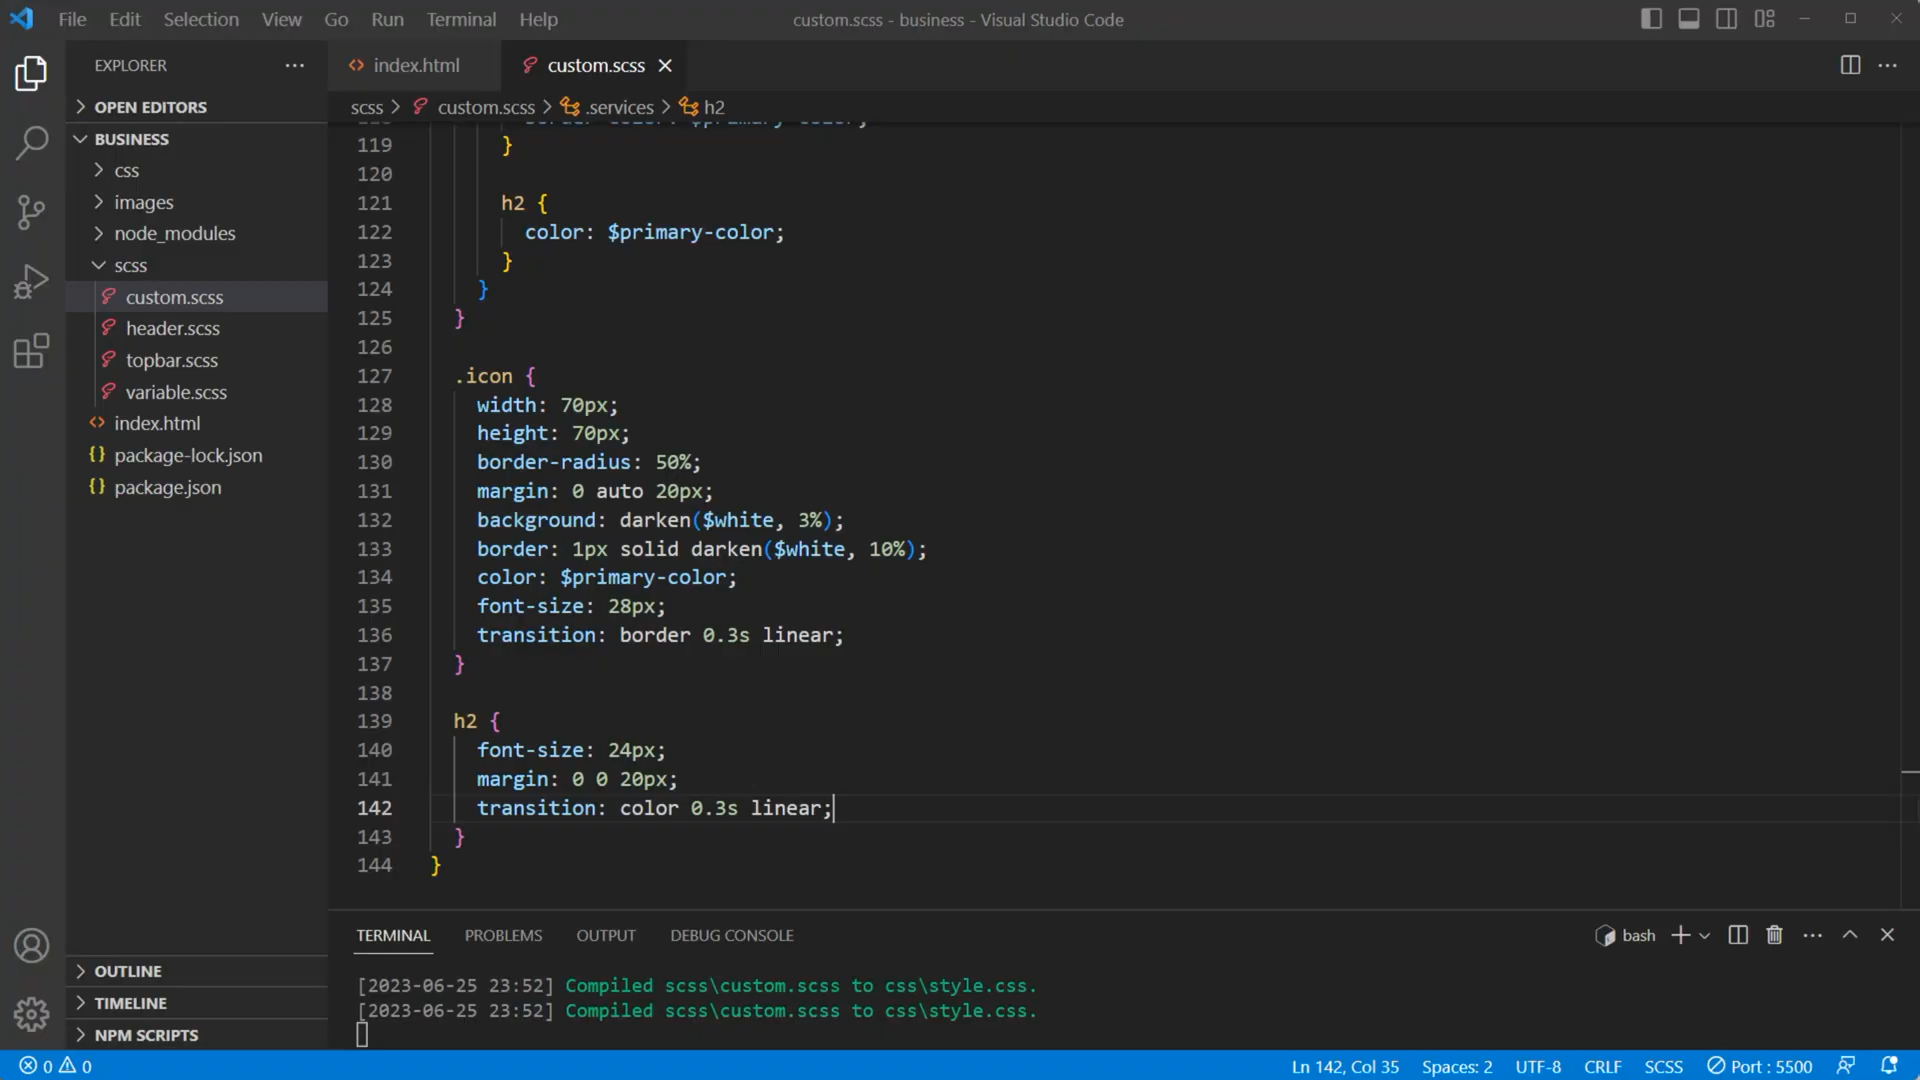 File Edit Selection View Go Run Terminal Help
custom.scss - business - Visual Studio Code
EXPLORER
OPEN EDITORS
BUSINESS
css
images
node_modules
scss
custom.scss
header.scss
topbar.scss
variable.scss
index.html
package-lock.json
package.json
OUTLINE
TIMELINE
NPM SCRIPTS
index.html custom.scss
scss > custom.scss > .services > h2
119 }
120
121 h2 {
122 color: $primary-color;
123 }
124 }
125 }
126
127 .icon {
128 width: 70px;
129 height: 70px;
130 border-radius: 50%;
131 margin: 0 auto 20px;
132 background: darken($white, 3%);
133 border: 1px solid darken($white, 10%);
134 color: $primary-color;
135 font-size: 28px;
136 transition: border 0.3s linear;
137 }
138
139 h2 {
140 font-size: 24px;
141 margin: 0 0 20px;
142 transition: color 0.3s linear;
143 }
144 }
TERMINAL PROBLEMS OUTPUT DEBUG CONSOLE
bash
[2023-06-25 23:52] Compiled scss\custom.scss to css\style.css.
[2023-06-25 23:52] Compiled scss\custom.scss to css\style.css.
0 0
Ln 142, Col 35 Spaces: 2 UTF-8 CRLF SCSS Port : 5500